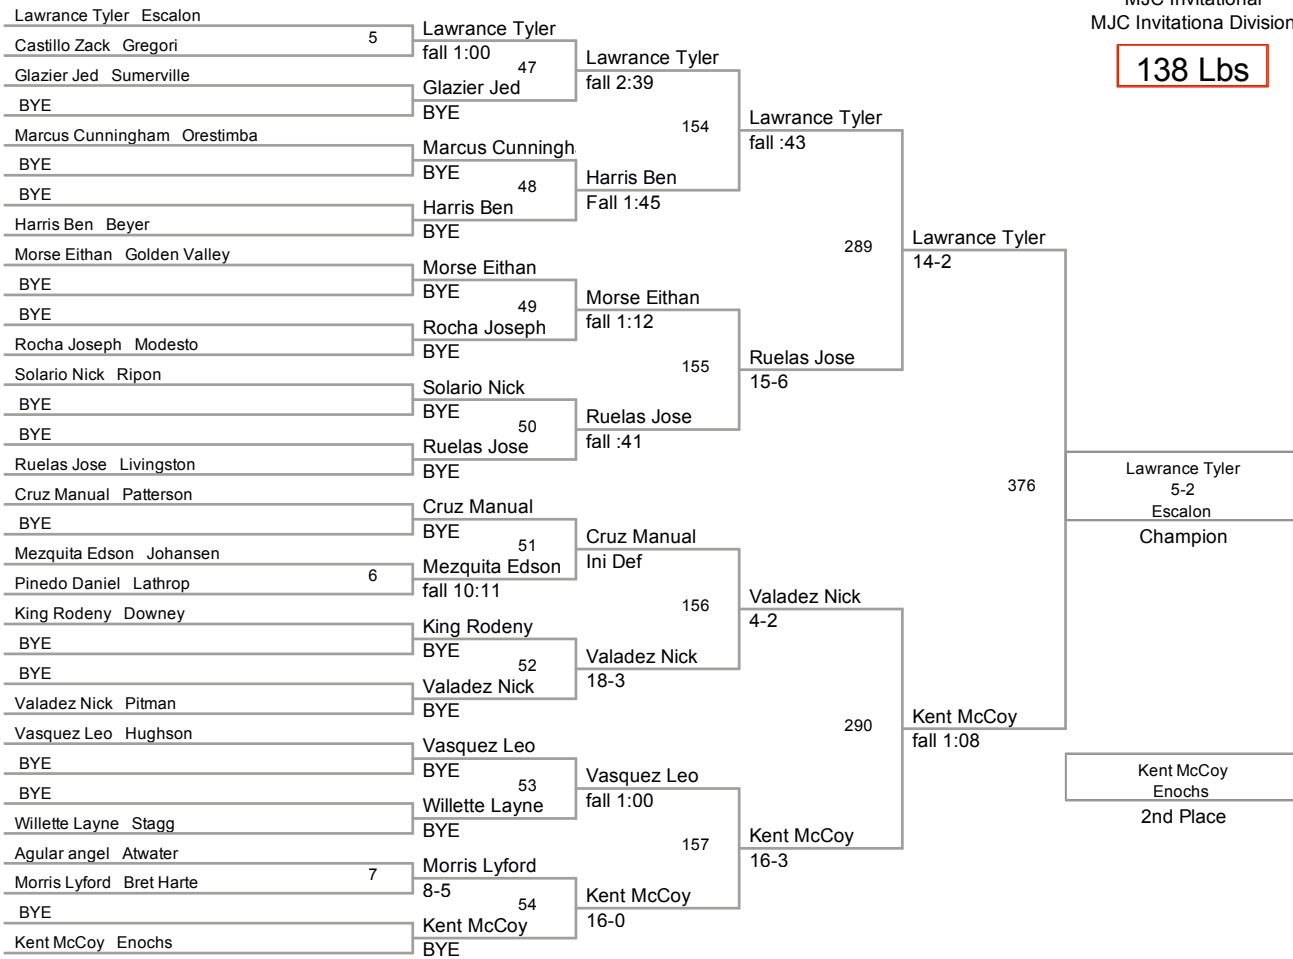 MJC Invitational
MJC Invitationa Division
138 Lbs
Lawrance Tyler Escalon
Castillo Zack Gregori
Glazier Jed Sumerville
BYE
Marcus Cunningham Orestimba
BYE
BYE
Harris Ben Beyer
Morse Eithan Golden Valley
BYE
BYE
Rocha Joseph Modesto
Solario Nick Ripon
BYE
BYE
Ruelas Jose Livingston
Cruz Manual Patterson
BYE
Mezquita Edson Johansen
Pinedo Daniel Lathrop
King Rodeny Downey
BYE
BYE
Valadez Nick Pitman
Vasquez Leo Hughson
BYE
BYE
Willette Layne Stagg
Agular angel Atwater
Morris Lyford Bret Harte
BYE
Kent McCoy Enochs
5
6
7
Lawrance Tyler
fall 1:00
47
Glazier Jed
BYE
Marcus Cunningh
BYE
48
Harris Ben
BYE
Morse Eithan
BYE
49
Rocha Joseph
BYE
Solario Nick
BYE
50
Ruelas Jose
BYE
Cruz Manual
BYE
51
Mezquita Edson
fall 10:11
King Rodeny
BYE
52
Valadez Nick
BYE
Vasquez Leo
BYE
53
Willette Layne
BYE
Morris Lyford
8-5
54
Kent McCoy
BYE
Lawrance Tyler
fall 2:39
154
Harris Ben
Fall 1:45
Morse Eithan
fall 1:12
155
Ruelas Jose
fall :41
Cruz Manual
Ini Def
156
Valadez Nick
18-3
Vasquez Leo
fall 1:00
157
Kent McCoy
16-0
Lawrance Tyler
fall :43
289
Ruelas Jose
15-6
Valadez Nick
4-2
290
Kent McCoy
16-3
Lawrance Tyler
14-2
376
Kent McCoy
fall 1:08
Lawrance Tyler
5-2
Escalon
Champion
Kent McCoy
Enochs
2nd Place